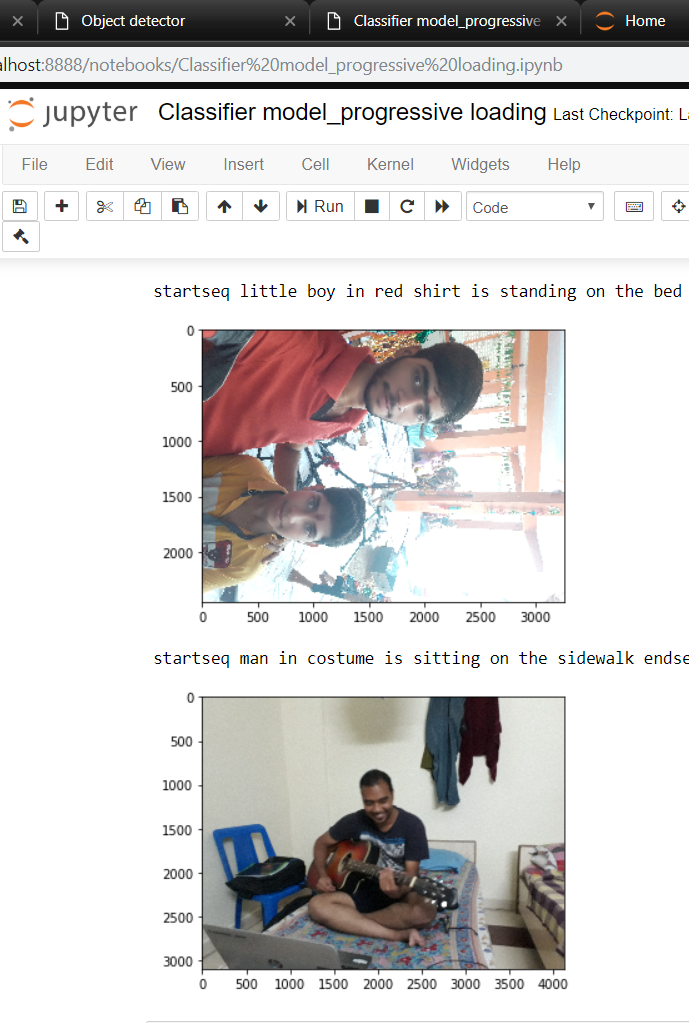 Object detector
Classifier model_progressive
Home
lhost:8888/notebooks/Classifier%20model_progressive%20loading.ipynb
jupyter Classifier model_progressive loading Last Checkpoint: L
File Edit View Insert Cell Kernel Widgets Help
Run
Code
startseq little boy in red shirt is standing on the bed
0
500
1000
1500
2000
0 500 1000 1500 2000 2500 3000
startseq man in costume is sitting on the sidewalk endse
0
500
1000
1500
2000
2500
3000
0 500 1000 1500 2000 2500 3000 3500 4000